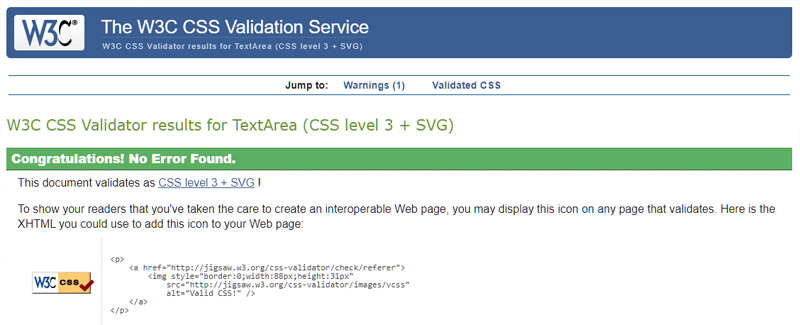 W3C® The W3C CSS Validation Service
W3C CSS Validator results for TextArea (CSS level 3 + SVG)
Jump to: Warnings (1) Validated CSS
W3C CSS Validator results for TextArea (CSS level 3 + SVG)
Congratulations! No Error Found.
This document validates as CSS level 3 + SVG !
To show your readers that you've taken the care to create an interoperable Web page, you may display this icon on any page that validates. Here is the
XHTML you could use to add this icon to your Web page:
W3C css
<p>
<a href="http://jigsaw.w3.org/css-validator/check/referer">
<img style="border:0;width:88px;height:31px"
src="http://jigsaw.w3.org/css-validator/images/vcss"
alt="Valid CSS!" />
</a>
</p>